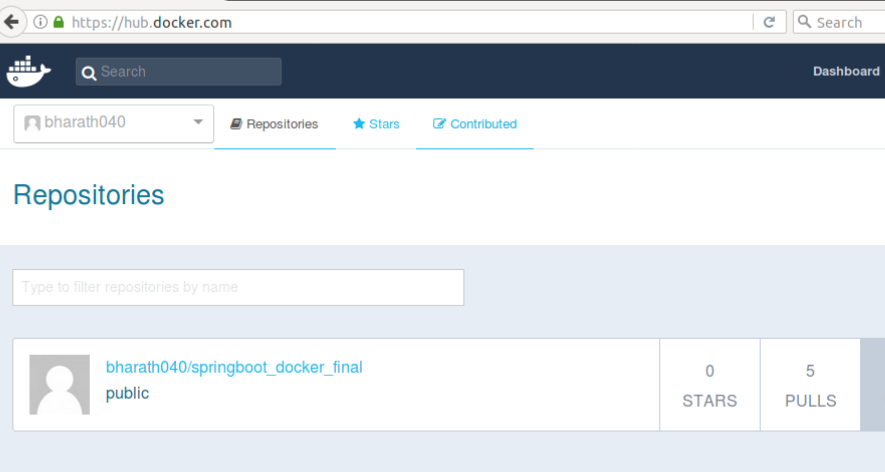 https://hub.docker.com
Search
Search
Dashboard
bharath040
Repositories
Stars
Contributed
Repositories
Type to filter repositories by name
bharath040/springboot_docker_final
public
0
STARS
5
PULLS